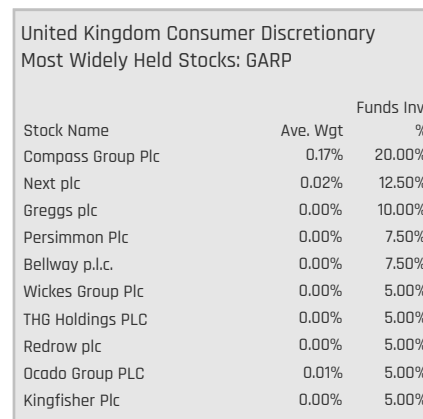 United Kingdom Consumer Discretionary
Most Widely Held Stocks: GARP
Funds Inv
Stock Name Ave. Wgt %
Compass Group Plc 0.17% 20.00%
Next plc 0.02% 12.50%
Greggs plc 0.00% 10.00%
Persimmon Plc 0.00% 7.50%
Bellway p.l.c. 0.00% 7.50%
Wickes Group Plc 0.00% 5.00%
THG Holdings PLC 0.00% 5.00%
Redrow plc 0.00% 5.00%
Ocado Group PLC 0.01% 5.00%
Kingfisher Plc 0.00% 5.00%